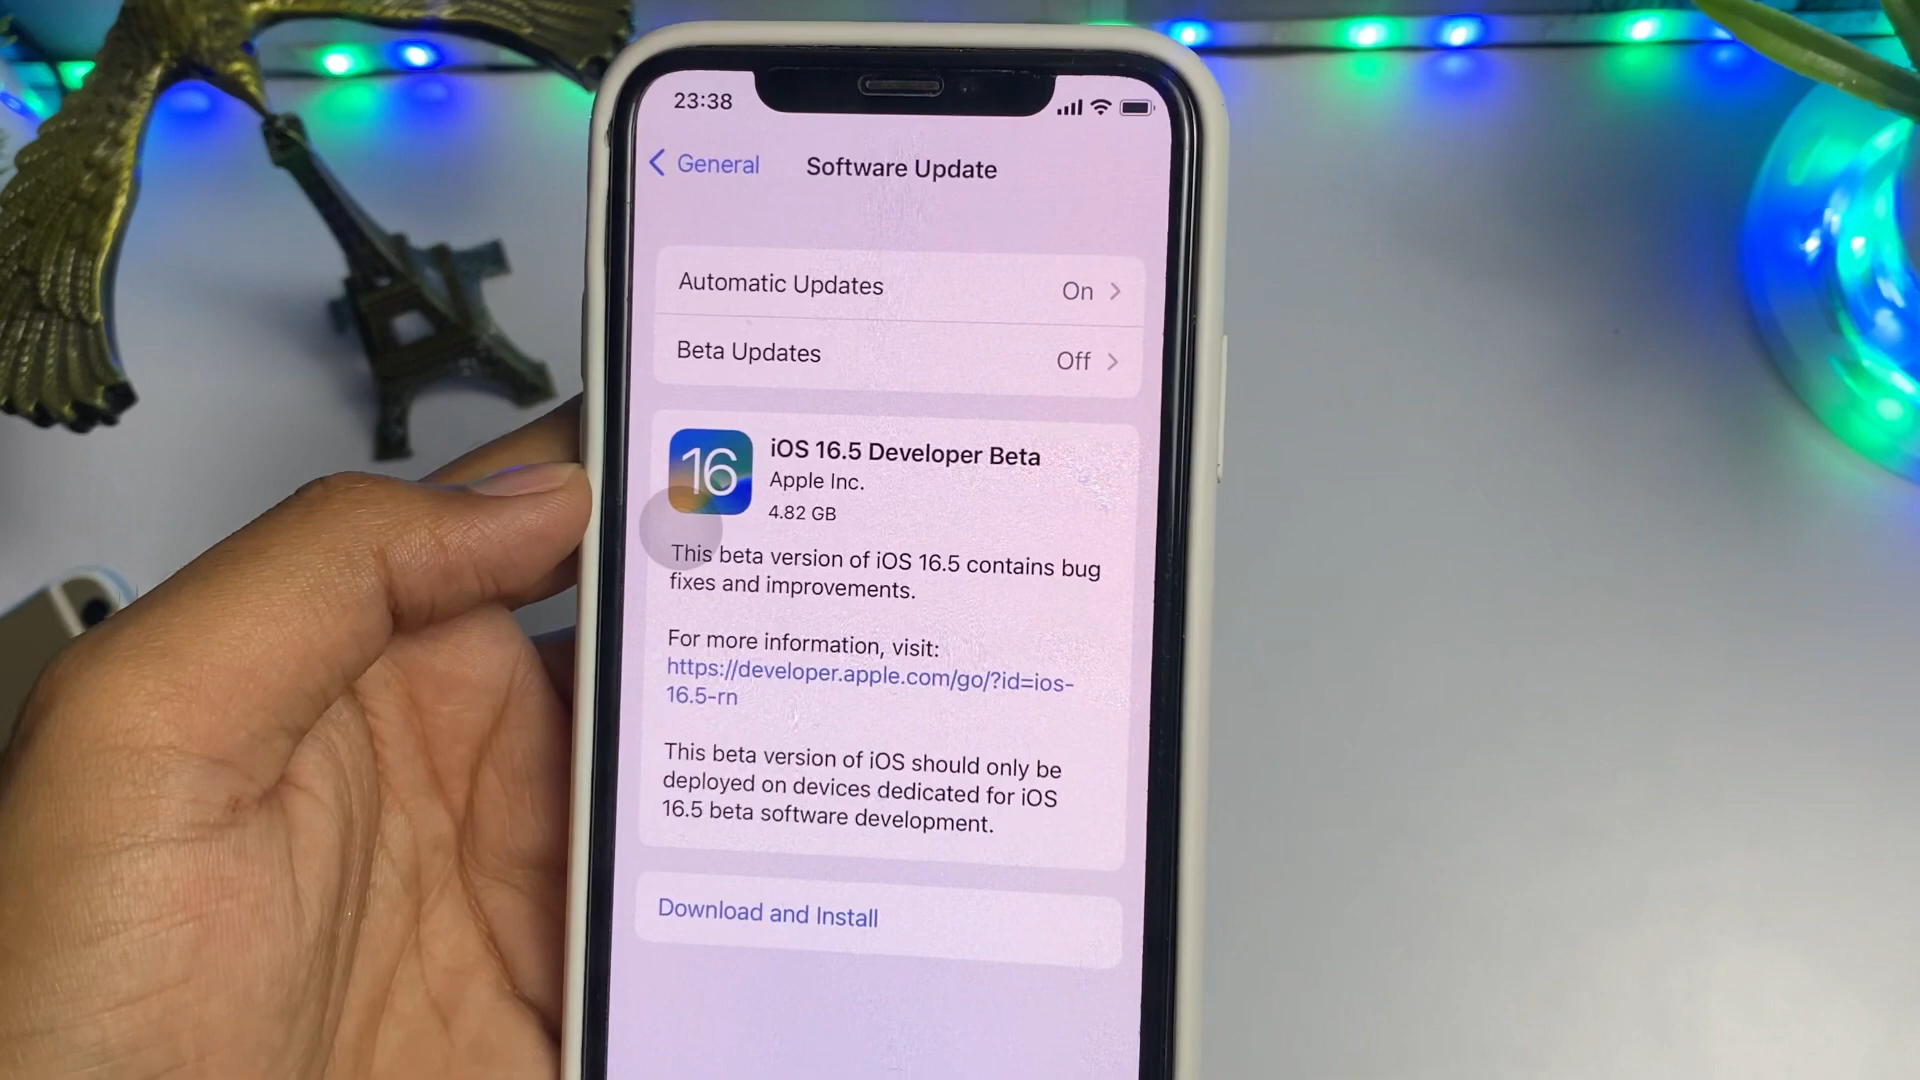 23:38
General
Software Update
Automatic Updates
On
Beta Updates
Off
16
iOS 16.5 Developer Beta
Apple Inc.
4.82 GB
This beta version of iOS 16.5 contains bug
fixes and improvements.
For more information, visit:
https://developer.apple.com/go/?id=ios-
16.5-rn
This beta version of iOS should only be
deployed on devices dedicated for iOS
16.5 beta software development.
Download and Install